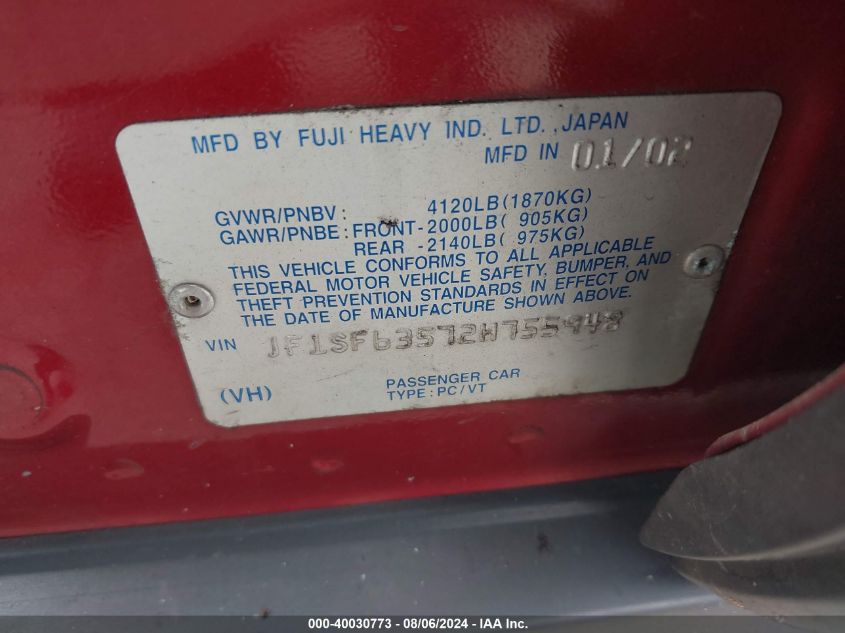 MFD BY FUJI HEAVY IND. LTD., JAPAN
MFD IN 01/02
GVWR/PNBV: 4120LB(1870KG)
GAWR/PNBE: FRONT-2000LB( 905KG)
REAR -2140LB( 975KG)
THIS VEHICLE CONFORMS TO ALL APPLICABLE
FEDERAL MOTOR VEHICLE SAFETY, BUMPER, AND
THEFT PREVENTION STANDARDS IN EFFECT ON
THE DATE OF MANUFACTURE SHOWN ABOVE.
VIN JF1SF63572H755948
(VH) PASSENGER CAR
TYPE: PC/VT
000-40030773 - 08/06/2024 - IAA Inc.